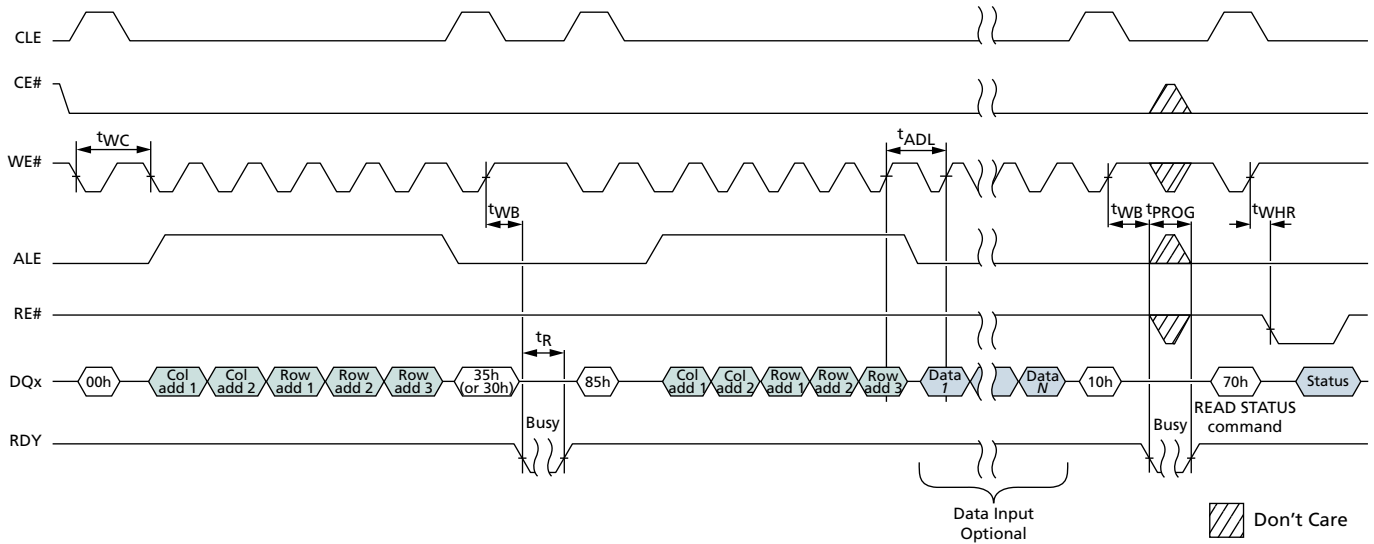 CLE
CE#
tWC
tADL
WE#
tWB
tWB
tPROG
tWHR
ALE
RE#
tR
DQx
00h
Col add 1
Col add 2
Row add 1
Row add 2
Row add 3
35h (or 30h)
85h
Col add 1
Col add 2
Row add 1
Row add 2
Row add 3
Data 1
Data N
10h
70h
Status
READ STATUS command
RDY
Busy
Busy
Data Input
Optional
Don't Care